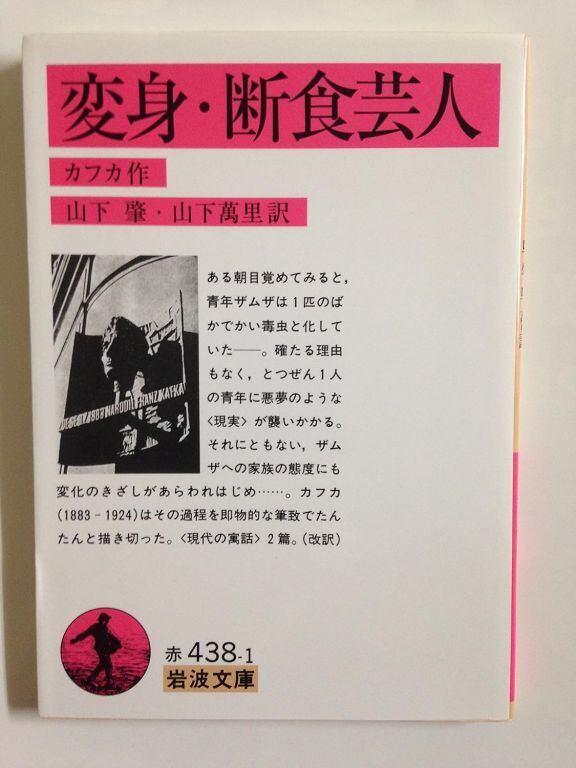 変身・断食芸人
カフカ作
山下 肇・山下萬里訳
ある朝目覚めてみると，
青年ザムザは1匹のば
かでかい毒虫と化して
いた――。確たる理由
もなく，とつぜん1人
の青年に悪夢のような
〈現実〉が襲いかかる。
それにともない，ザム
ザへの家族の態度にも
変化のきざしがあらわれはじめ……。カフカ
(1883－1924)はその過程を即物的な筆致でたん
たんと描き切った。〈現代の寓話〉2篇。(改訳)
赤 438-1
岩波文庫